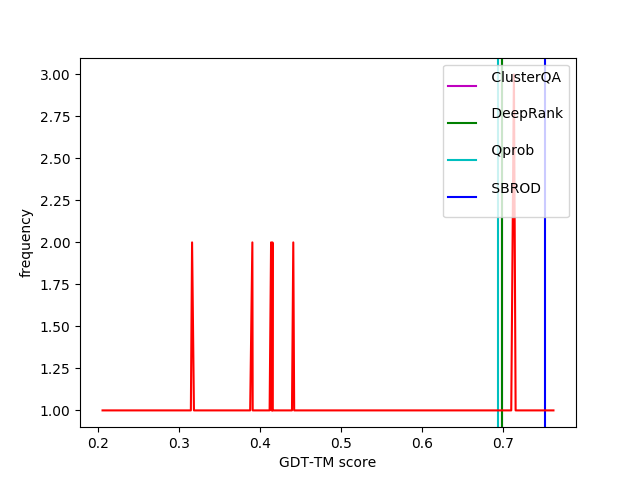 3.00
2.75
2.50
2.25
2.00
1.75
1.50
1.25
1.00
frequency
ClusterQA
DeepRank
Qprob
SBROD
0.2 0.3 0.4 0.5 0.6 0.7
GDT-TM score